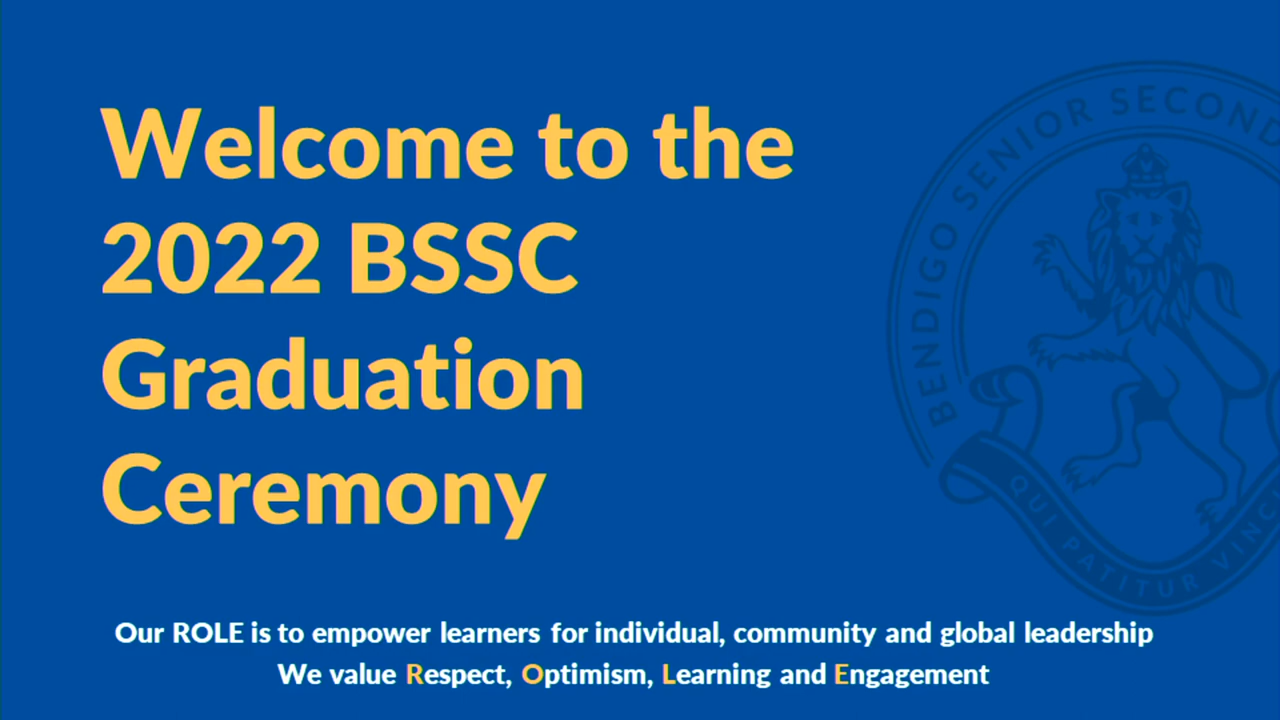 Welcome to the
2022 BSSC
Graduation
Ceremony
BENDIGO SENIOR
QUI PATITUR
Our ROLE is to empower learners for individual, community and global leadership
We value Respect, Optimism, Learning and Engagement